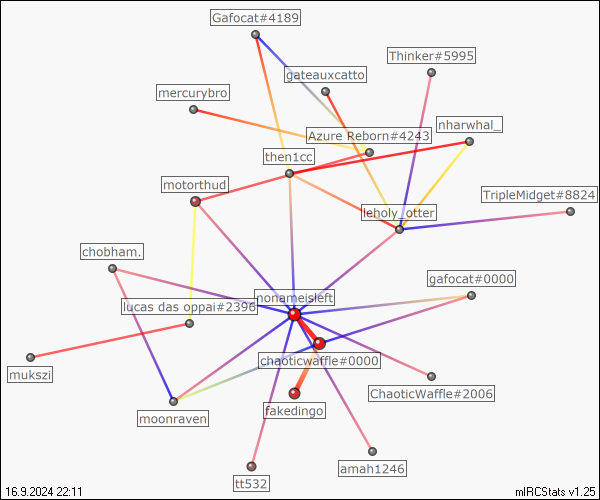 Gafocat#4189
Thinker#5995
gateauxcatto
mercurybro
nharwhal_
Azure Reborn#4243
then1cc
motorthud
TripleMidget#8824
leholy_otter
chobham.
gafocat#0000
nonameisleft
lucas das oppai#2396
chaoticwaffle#0000
mukszi
ChaoticWaffle#2006
fakedingo
moonraven
amah1246
tt532
16.9.2024 22:11
mIRCStats v1.25